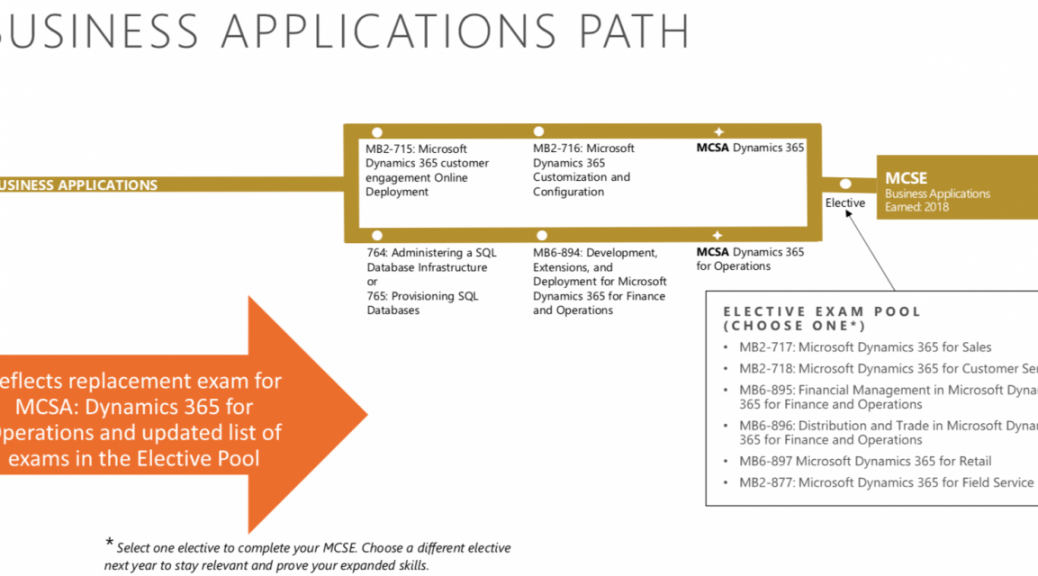 BUSINESS APPLICATIONS PATH
MB2-715: Microsoft
Dynamics 365 customer
engagement Online
Deployment
MB2-716: Microsoft
Dynamics 365
Customization and
Configuration
MCSA Dynamics 365
USINESS APPLICATIONS
MCSE
Business Applications
Earned: 2018
Elective
764: Administering a SQL
Database Infrastructure
or
765: Provisioning SQL
Databases
MB6-894: Development,
Extensions, and
Deployment for Microsoft
Dynamics 365 for Finance
and Operations
MCSA Dynamics 365
for Operations
ELECTIVE EXAM POOL
(CHOOSE ONE*)
• MB2-717: Microsoft Dynamics 365 for Sales
• MB2-718: Microsoft Dynamics 365 for Customer Ser
• MB6-895: Financial Management in Microsoft Dyna
365 for Finance and Operations
• MB6-896: Distribution and Trade in Microsoft Dyna
365 for Finance and Operations
• MB6-897 Microsoft Dynamics 365 for Retail
• MB2-877: Microsoft Dynamics 365 for Field Service
eflects replacement exam for
MCSA: Dynamics 365 for
perations and updated list of
exams in the Elective Pool
* Select one elective to complete your MCSE. Choose a different elective
next year to stay relevant and prove your expanded skills.